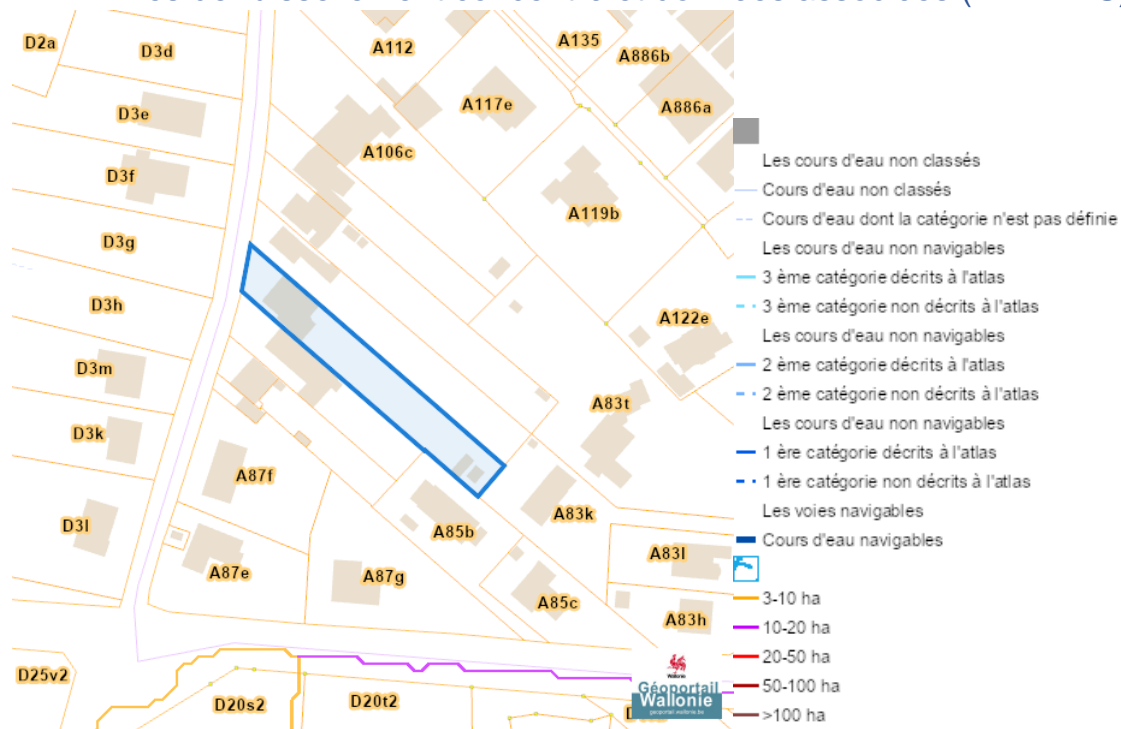 D2a
D3d
A112
A135
A886b
D3e
A117e
A886a
D3f
A106c
D3g
A119b
D3h
A122e
D3m
A83t
D3k
A87f
D3l
A85b
A83k
A87e
A87g
A83l
A85c
A83h
D25v2
D20s2
D20t2
Wallonie
Géoportail
Wallonie
geoportail.wallonie.be
Les cours d'eau non classés
Cours d'eau non classés
Cours d'eau dont la catégorie n'est pas définie
Les cours d'eau non navigables
3 ème catégorie décrits à l'atlas
3 ème catégorie non décrits à l'atlas
Les cours d'eau non navigables
2 ème catégorie décrits à l'atlas
2 ème catégorie non décrits à l'atlas
Les cours d'eau non navigables
1 ère catégorie décrits à l'atlas
1 ère catégorie non décrits à l'atlas
Les voies navigables
Cours d'eau navigables
3-10 ha
10-20 ha
20-50 ha
50-100 ha
>100 ha